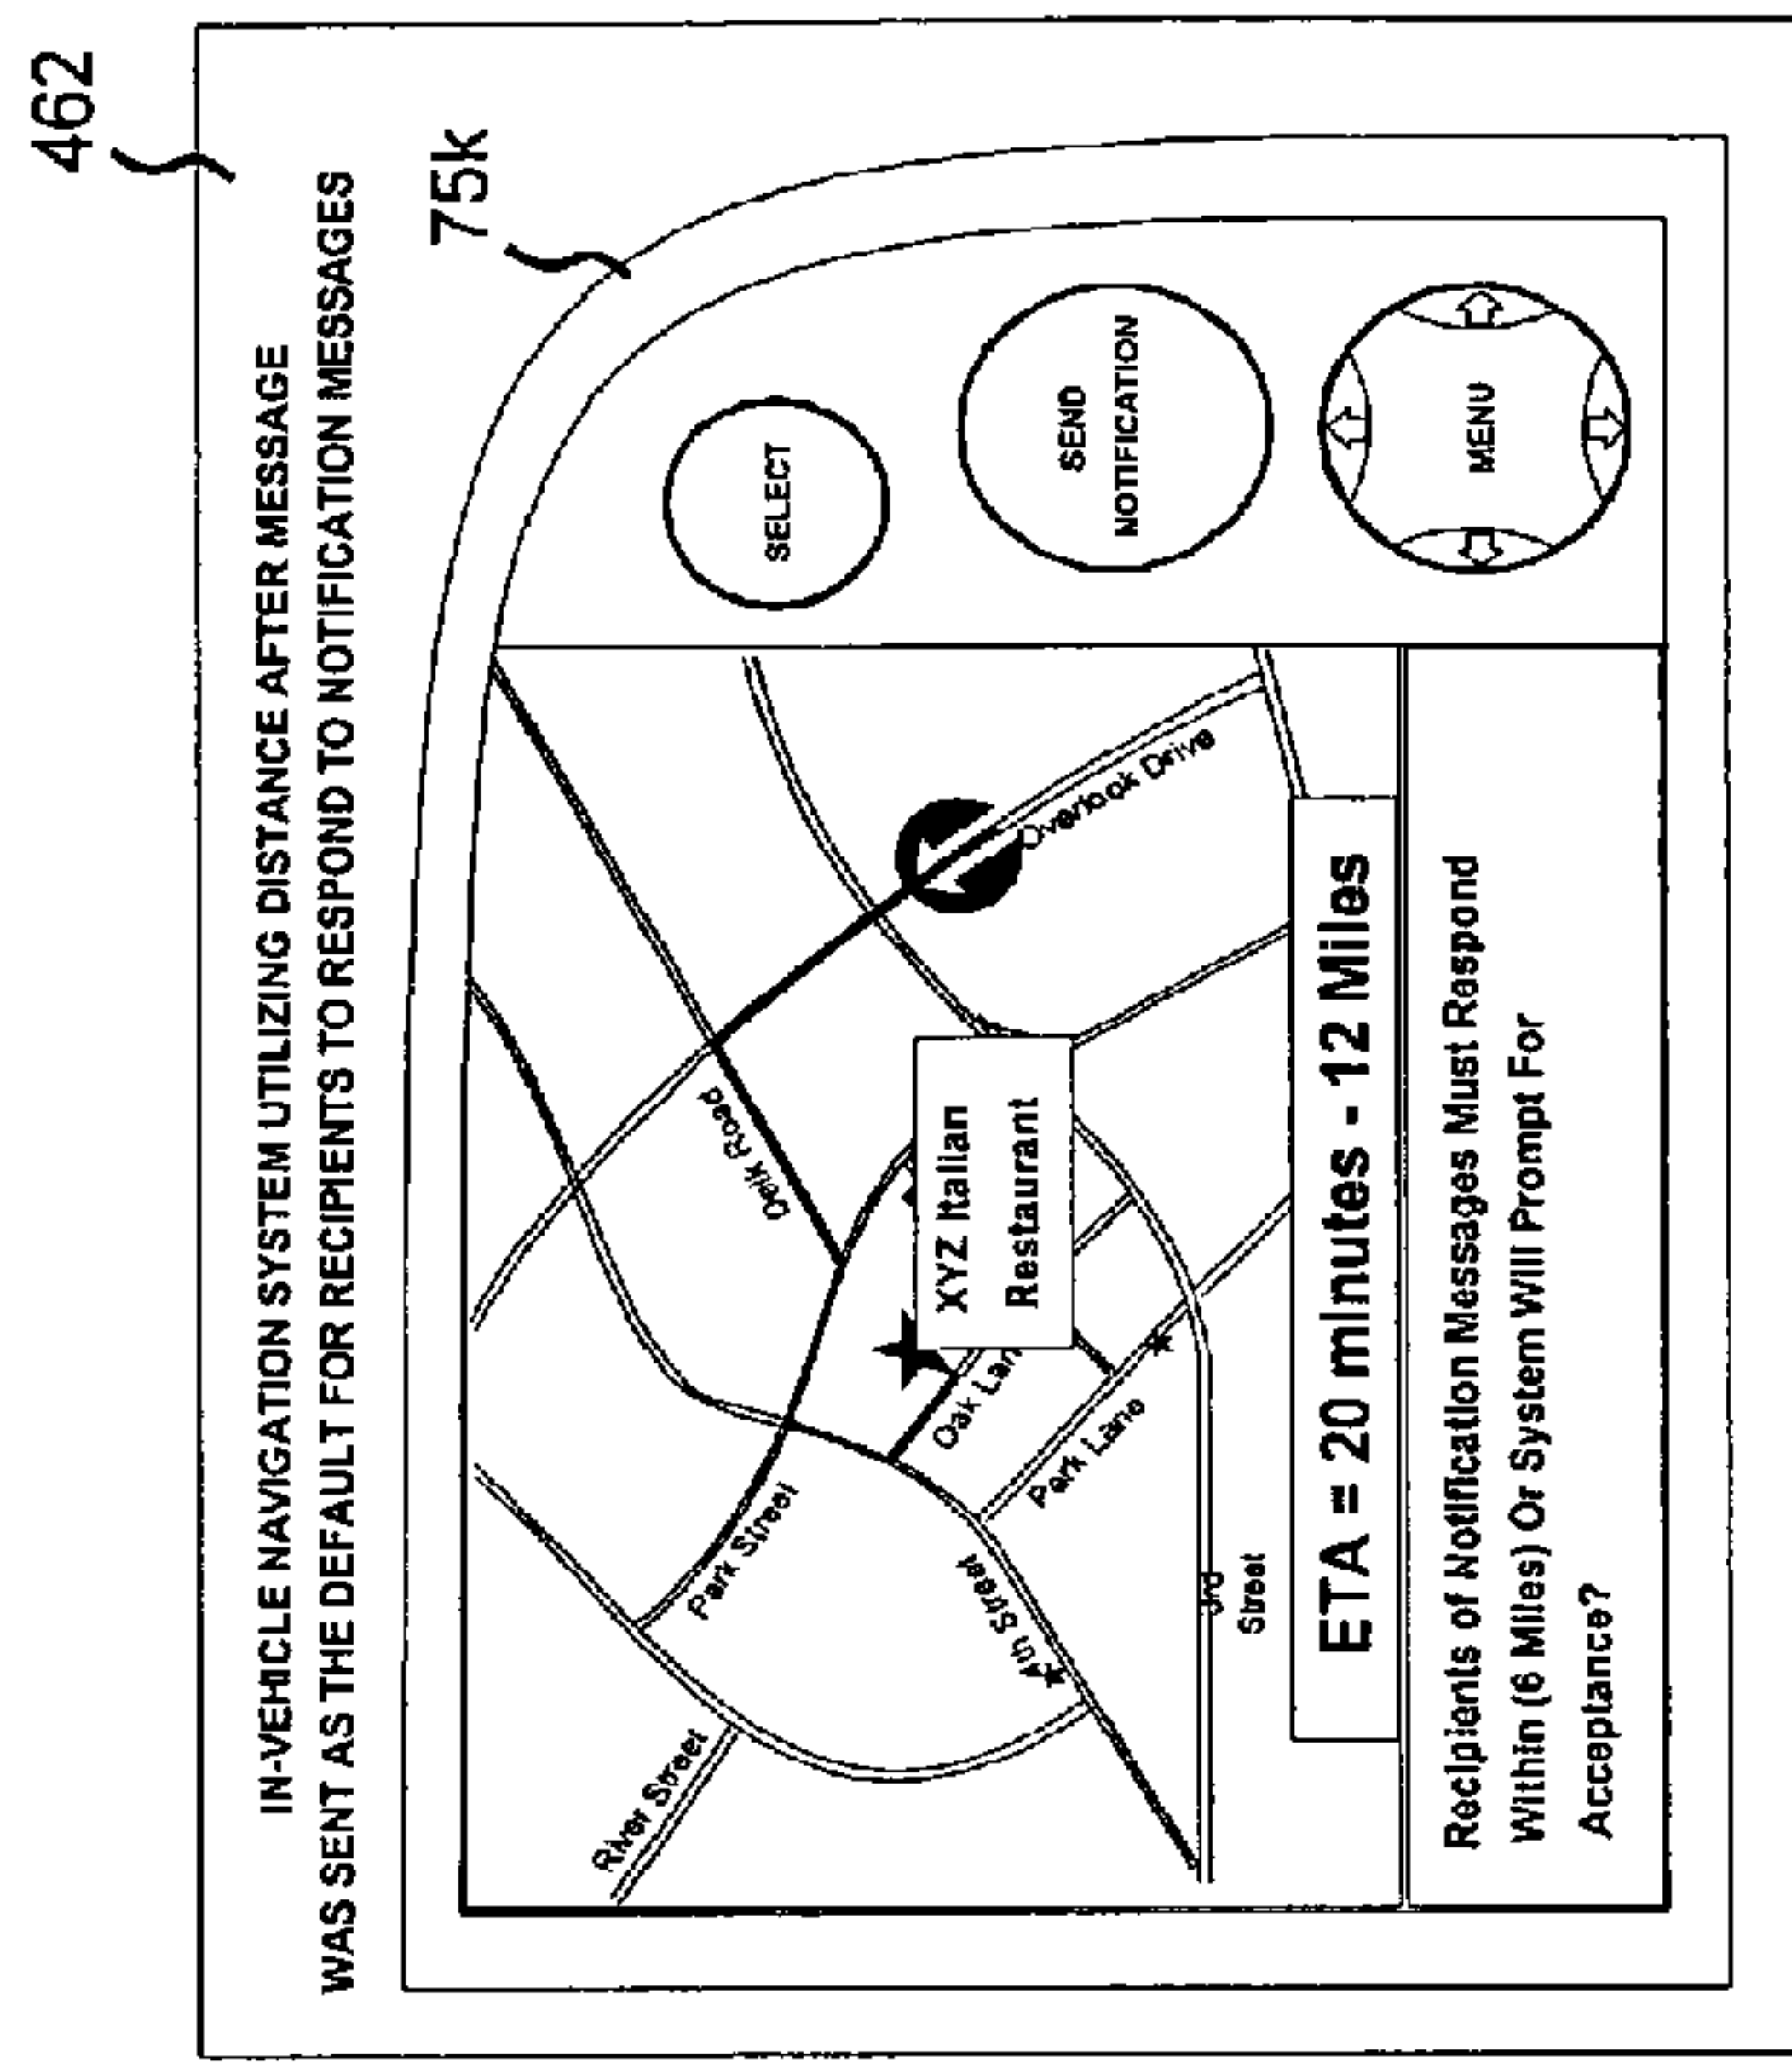 462
IN-VEHICLE NAVIGATION SYSTEM UTILIZING DISTANCE AFTER MESSAGE
WAS SENT AS THE DEFAULT FOR RECIPIENTS TO RESPOND TO NOTIFICATION MESSAGES
75k
River Street
Park Street
Delk Road
Overlook Drive
XYZ Italian
Restaurant
Oak Lan
Park Lane
4th Street
3rd
Street
SELECT
SEND
NOTIFICATION
MENU
ETA = 20 minutes - 12 Miles
Recipients of Notification Messages Must Respond
Within (6 Miles) Or System Will Prompt For
Acceptance?